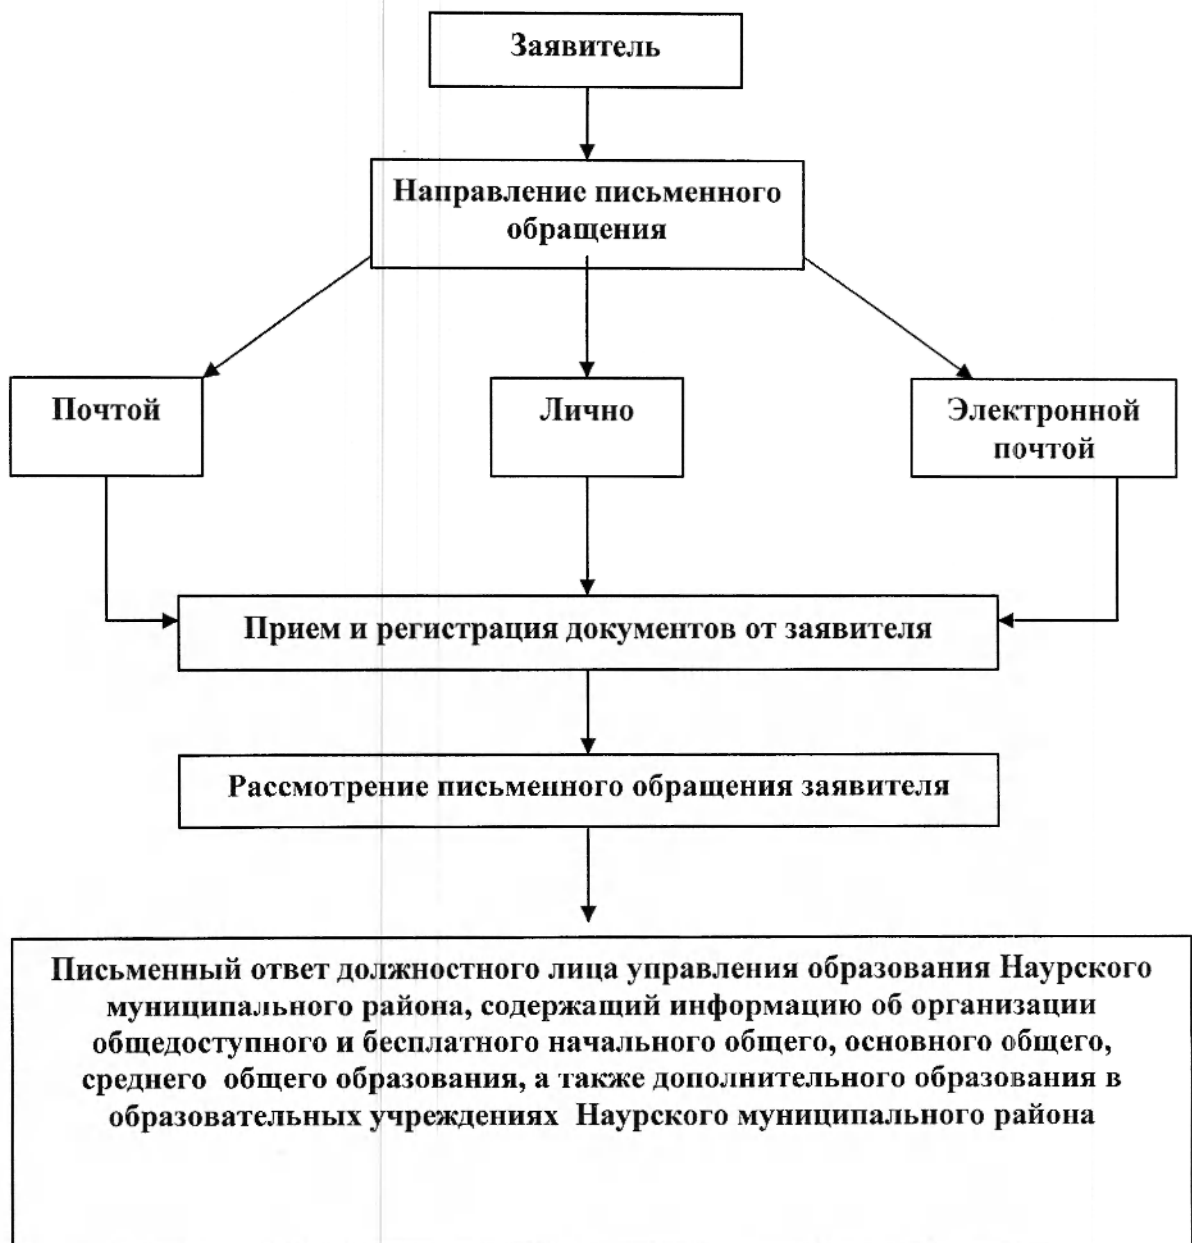 Заявитель
Направление письменного
обращения
Почтой
Лично
Электронной
почтой
Прием и регистрация документов от заявителя
Рассмотрение письменного обращения заявителя
Письменный ответ должностного лица управления образования Наурского
муниципального района, содержащий информацию об организации
общедоступного и бесплатного начального общего, основного общего,
среднего общего образования, а также дополнительного образования в
образовательных учреждениях Наурского муниципального района